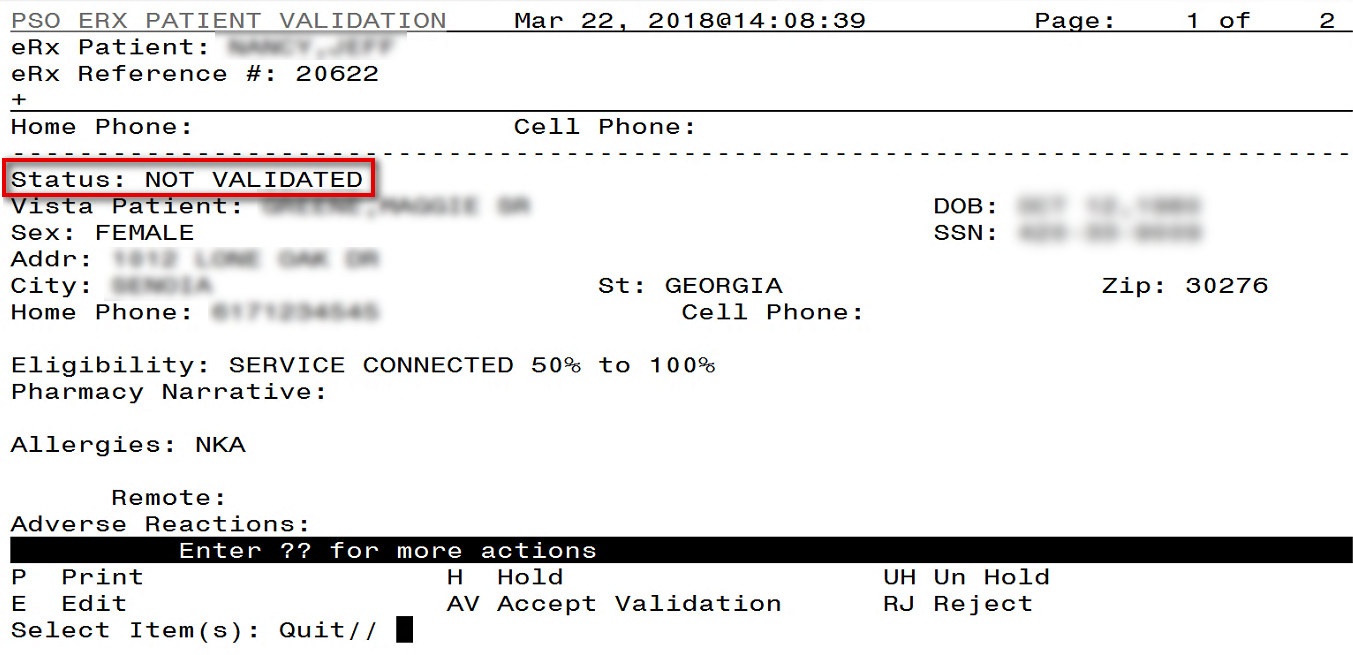 PSO ERX PATIENT VALIDATION Mar 22, 2018@14:08:39 Page: 1 of 2
eRx Patient:
eRx Reference #: 20622
+
Home Phone: Cell Phone:
Status: NOT VALIDATED
Vista Patient: DOB:
Sex: FEMALE SSN:
Addr:
City: St: GEORGIA Zip: 30276
Home Phone: Cell Phone:
Eligibility: SERVICE CONNECTED 50% to 100%
Pharmacy Narrative:
Allergies: NKA
Remote:
Adverse Reactions:
Enter ?? for more actions
P Print H Hold UH Un Hold
E Edit AV Accept Validation RJ Reject
Select Item(s): Quit//